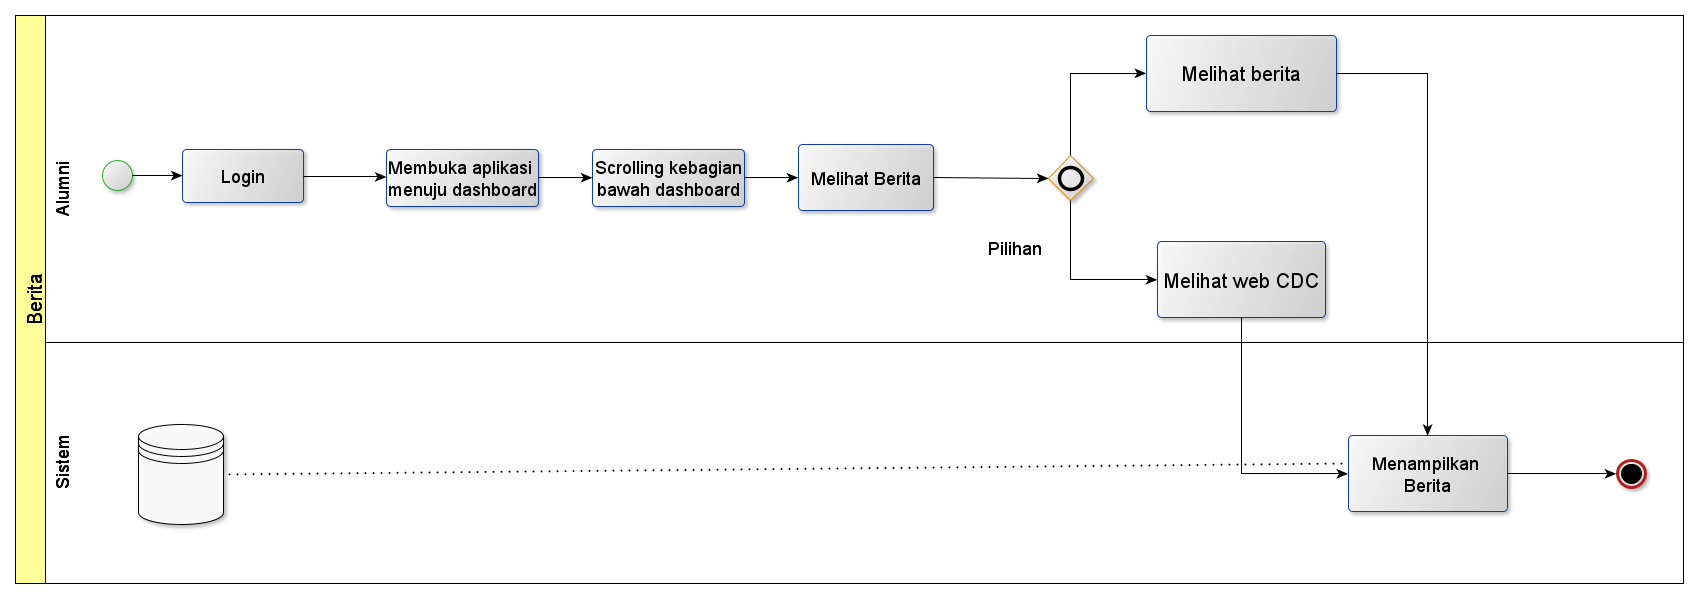 Berita
Alumni
Login
Membuka aplikasi
menuju dashboard
Scrolling kebagian
bawah dashboard
Melihat Berita
Pilihan
Melihat berita
Melihat web CDC
Sistem
Menampilkan
Berita